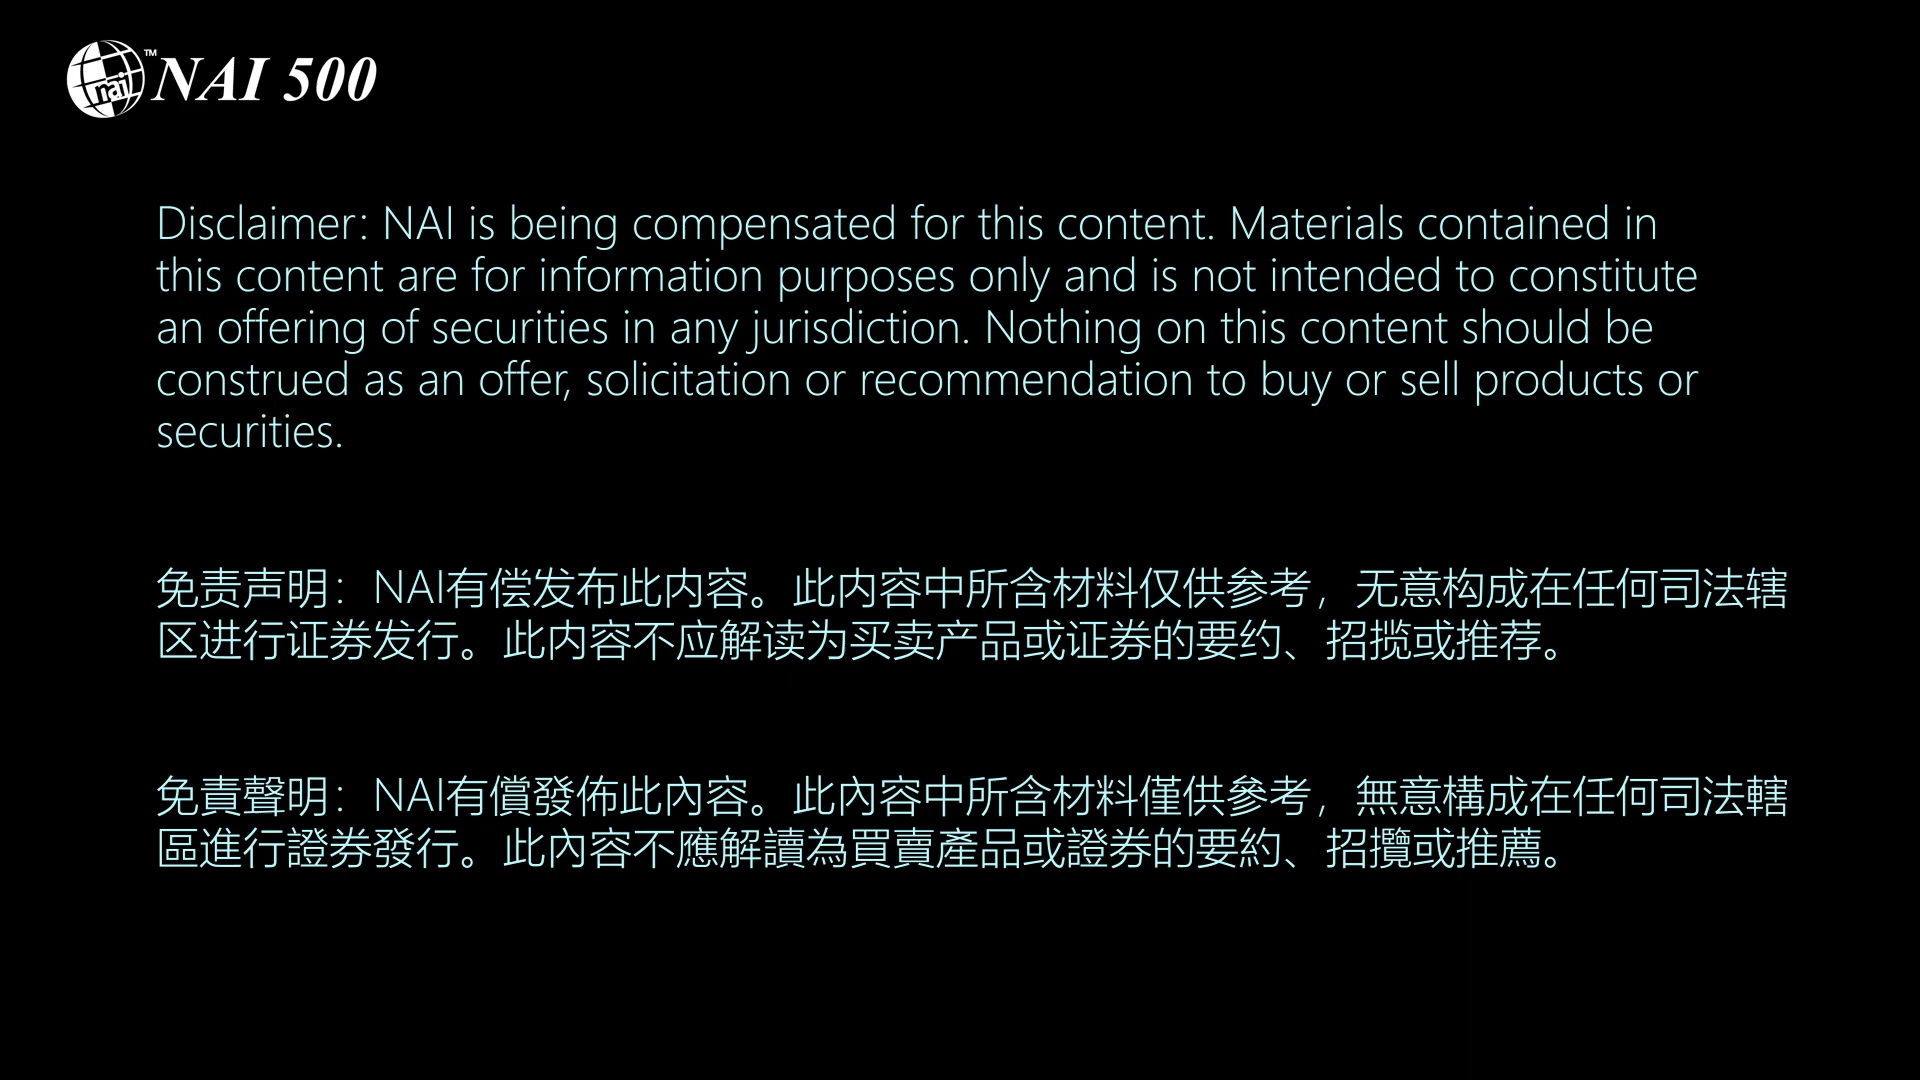 nai™ NAI 500
Disclaimer: NAI is being compensated for this content. Materials contained in
this content are for information purposes only and is not intended to constitute
an offering of securities in any jurisdiction. Nothing on this content should be
construed as an offer, solicitation or recommendation to buy or sell products or
securities.
免责声明：NAI有偿发布此内容。此内容中所含材料仅供参考，无意构成在任何司法辖
区进行证券发行。此内容不应解读为买卖产品或证券的要约、招揽或推荐。
免責聲明：NAI有償發佈此內容。此內容中所含材料僅供參考，無意構成在任何司法轄
區進行證券發行。此內容不應解讀為買賣產品或證券的要約、招攬或推薦。